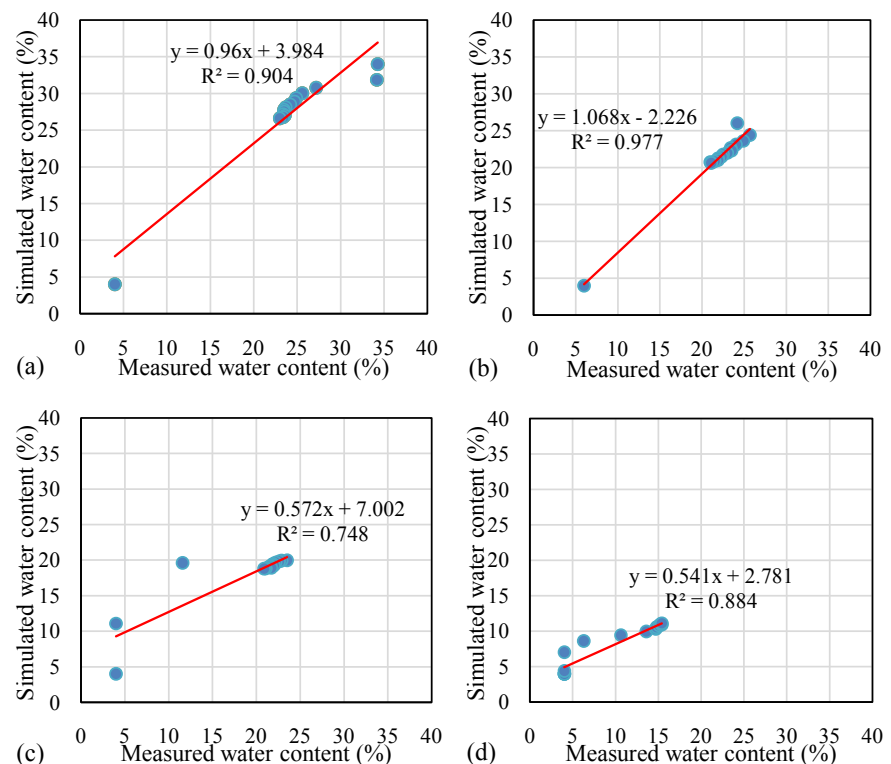 Simulated water content (%)
40
35
30
25
20
15
10
5
0
y = 0.96x + 3.984
R² = 0.904
0 5 10 15 20 25 30 35 40
(a) Measured water content (%)
Simulated water content (%)
40
35
30
25
20
15
10
5
0
y = 1.068x - 2.226
R² = 0.977
0 5 10 15 20 25 30 35 40
(b) Measured water content (%)
Simulated water content (%)
40
35
30
25
20
15
10
5
0
y = 0.572x + 7.002
R² = 0.748
0 5 10 15 20 25 30 35 40
(c) Measured water content (%)
Simulated water content (%)
40
35
30
25
20
15
10
5
0
y = 0.541x + 2.781
R² = 0.884
0 5 10 15 20 25 30 35 40
(d) Measured water content (%)